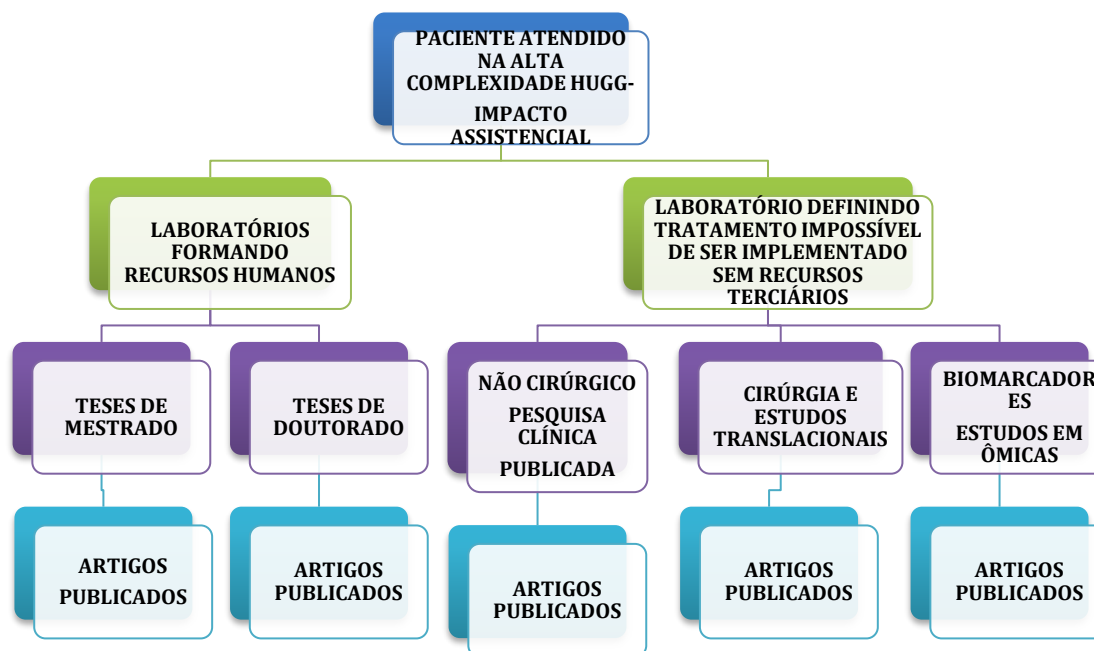 PACIENTE ATENDIDO
NA ALTA
COMPLEXIDADE HUGG-
IMPACTO
ASSISTENCIAL
LABORATÓRIOS
FORMANDO
RECURSOS HUMANOS
LABORATÓRIO DEFININDO
TRATAMENTO IMPOSSÍVEL
DE SER IMPLEMENTADO
SEM RECURSOS
TERCIÁRIOS
TESES DE
MESTRADO
TESES DE
DOUTORADO
NÃO CIRÚRGICO
PESQUISA
CLÍNICA
PUBLICADA
CIRÚRGIA E
ESTUDOS
TRANSLACIONAIS
BIOMARCADOR
ES
ESTUDOS EM
ÔMICAS
ARTIGOS
PUBLICADOS
ARTIGOS
PUBLICADOS
ARTIGOS
PUBLICADOS
ARTIGOS
PUBLICADOS
ARTIGOS
PUBLICADOS